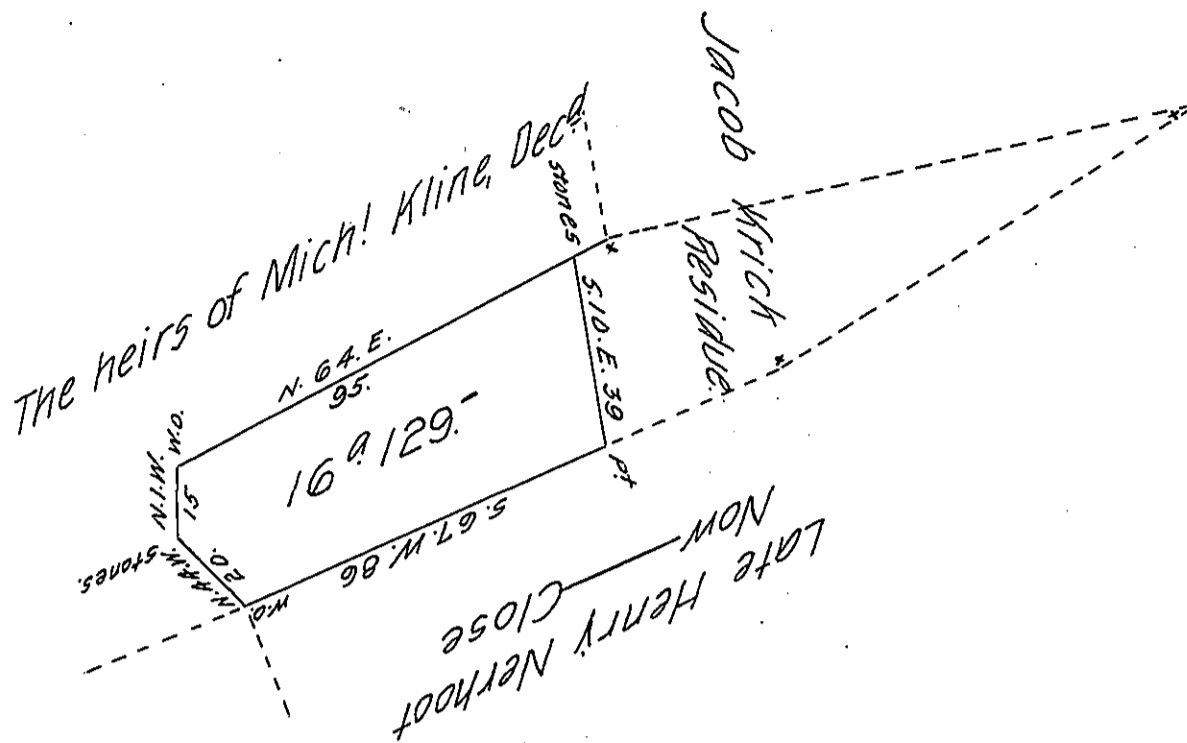 The heirs of Mich! Kline, Dec'd.
Jacob Krick
Residue
stones
N. 64. E.
95.
S. 10. E. 39
16 a 129.-
W.O.
N. 1. W.
15
stones.
N. 44. W.
20.
W.O.
S. 67. W. 86
pt
Now
Close
Late Henry Nerhoot